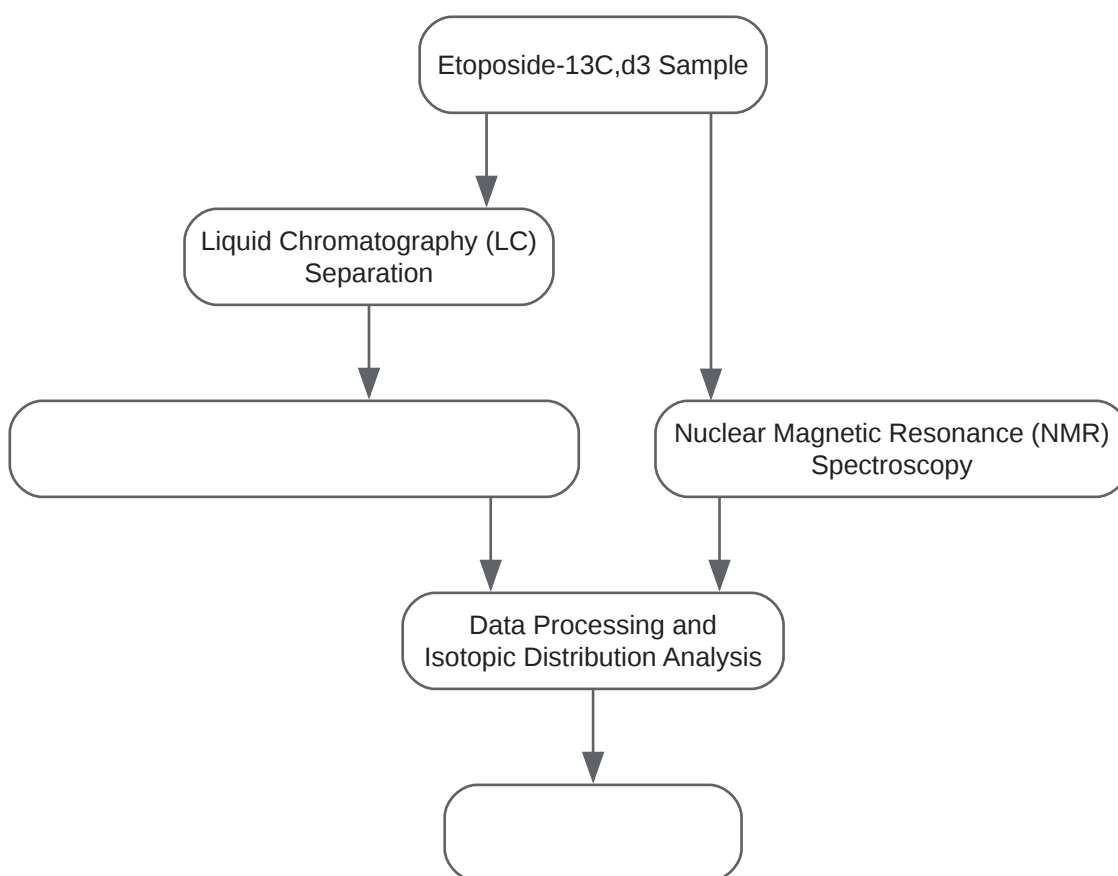 Etoposide-13C,d3 Sample
Liquid Chromatography (LC)
Separation
Nuclear Magnetic Resonance (NMR)
Spectroscopy
Data Processing and
Isotopic Distribution Analysis